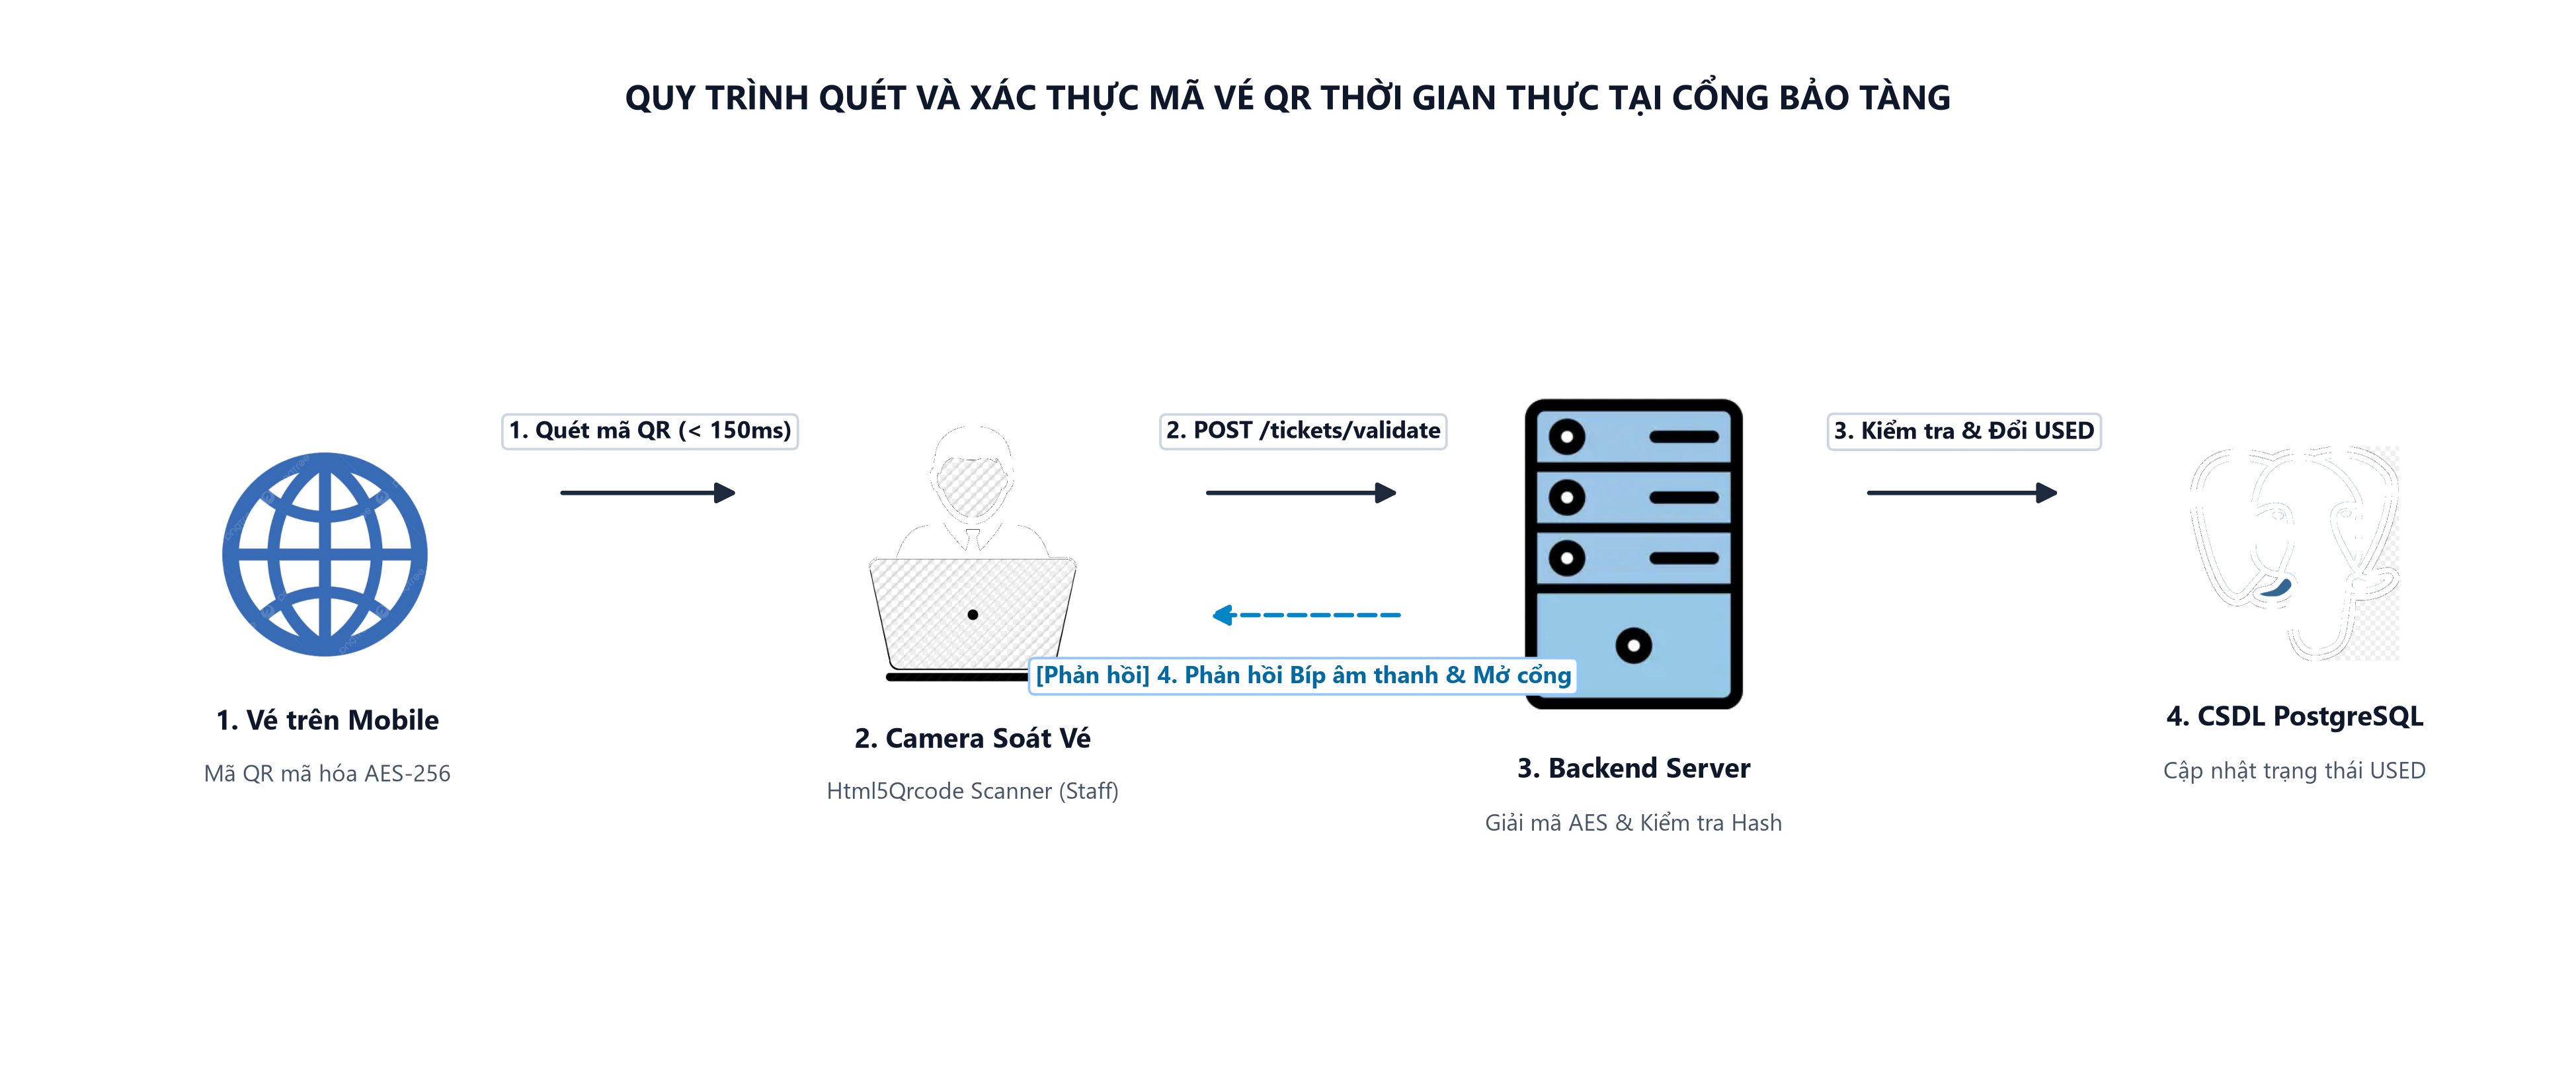 QUY TRÌNH QUÉT VÀ XÁC THỰC MÃ VÉ QR THỜI GIAN THỰC TẠI CỔNG BẢO TÀNG
1. Quét mã QR (< 150ms)
2. POST /tickets/validate
3. Kiểm tra & Đổi USED
[Phản hồi] 4. Phản hồi Bíp âm thanh & Mở cổng
1. Vé trên Mobile
Mã QR mã hóa AES-256
2. Camera Soát Vé
Html5Qrcode Scanner (Staff)
3. Backend Server
Giải mã AES & Kiểm tra Hash
4. CSDL PostgreSQL
Cập nhật trạng thái USED